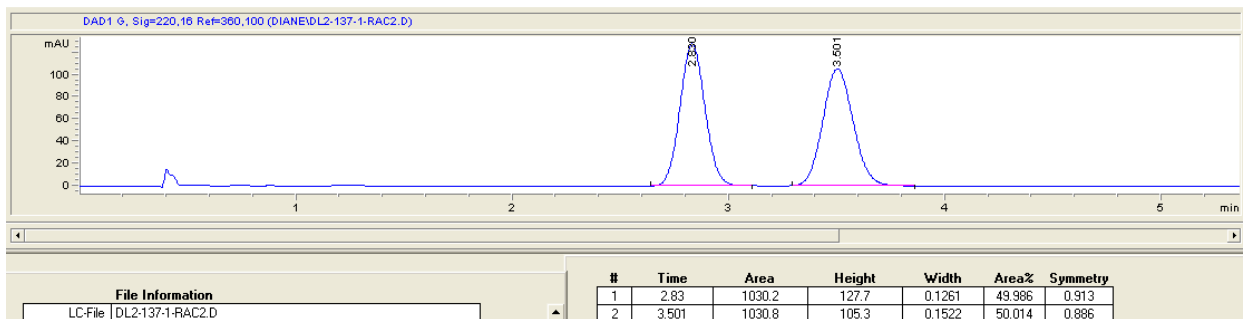 DAD1 G, Sig=220,16 Ref=360,100 (DIANE\DL2-137-1-RAC2.D)
mAU
100
80
60
40
20
0
2.830
3.501
1 2 3 4 5 min
# Time Area Height Width Area% Symmetry
1 2.83 1030.2 127.7 0.1261 49.986 0.913
2 3.501 1030.8 105.3 0.1522 50.014 0.886
File Information
LC-File DL2-137-1-RAC2.D